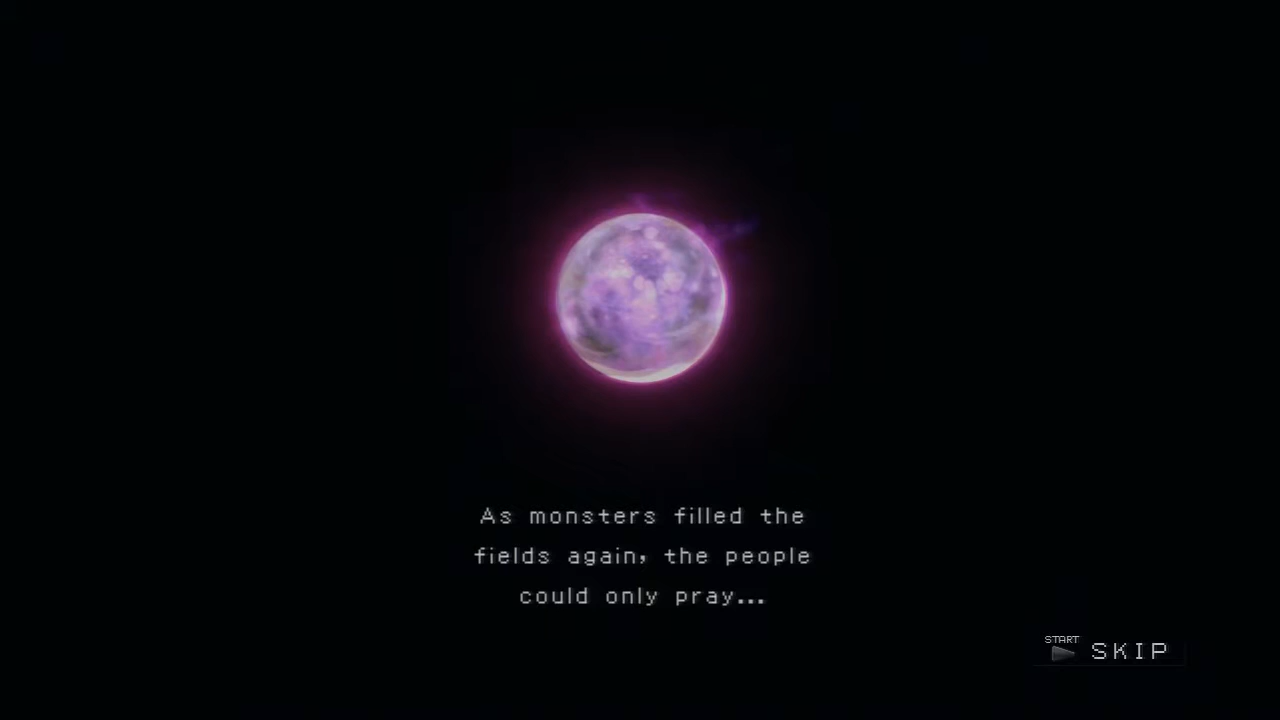 As monsters filled the
fields again, the people
could only pray...
START
SKIP